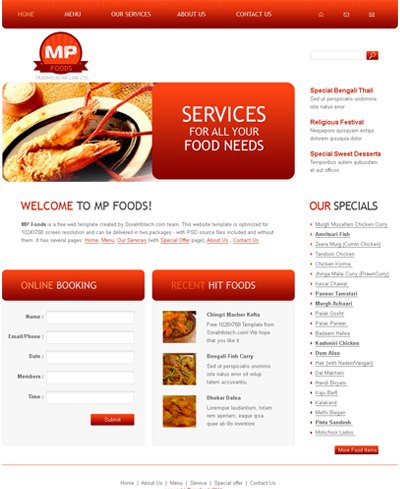 HOME
MENU
OUR SERVICES
ABOUT US
CONTACT US
MP
FOODS
TRADING AS MP LINK LTD.
SERVICES
FOR ALL YOUR
FOOD NEEDS
Special Bengali Thali
Sed ut perspiciatis undomnis
iste natus error
Religious Festival
Nequeporo quisquam estqui
dolorem ipsquia dolor
Special Sweet Desserts
Temporibus autem quibusdam
et aut
WELCOME TO MP FOODS!
MP Foods is a free web template created by Sovainfotech.com team. This website template is optimized for
1024X768 screen resolution and can be delivered in two packages - with PSD source files included and without
them. It has several pages: Home, Menu, Our Services (with Special Offer page), About Us , Contact Us
OUR SPECIALS
Murgh Musallam Chicken Curry
Amritsari Fish
Zeera Murg (Cumin Chicken)
Tandoori Chicken
Chicken Korma
Jhinga Malai Curry (PrawnCurry)
Kesar Chawal
Paneer Tamatari
Murgh Achaari
Palak Gosht
Palak Paneer
Badaam Halwa
Kashmiri Chicken
Dum Aloo
Hak (with Nadier/Vangan)
Dal Makhani
Handi Biryani
Kaju Barfi
Kalakand
Methi Baigan
Pista Sandesh
Motichoor Ladoo
More Food Items
ONLINE BOOKING
Name :
Email/Phone :
Date :
Members :
Time :
Submit
RECENT HIT FOODS
Chingri Machor Kofta
Free 1024X768 Template from
Sovainfotech.com! We hope
that you like it
Bengali Fish Curry
Sed ut perspiciatis undomnis
iste natus error sit volup
tatem accusantiu.
Dhokar Dalna
Loremque laudantium, totam
rem aperiam, eaque ipsa
quae ab illo inventore
Home | About Us | Menu | Service | Special offer | Contact Us